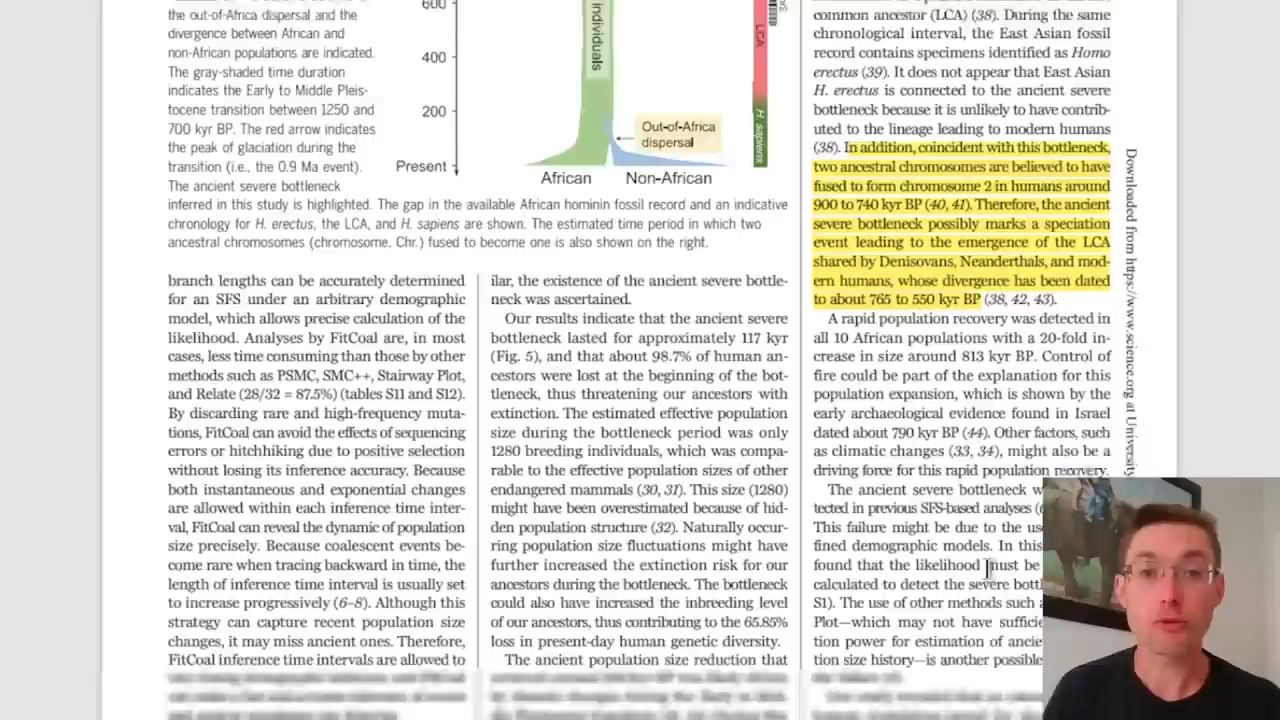 the out-of-Africa dispersal and the
divergence between African and
non-African populations are indicated.
The gray-shaded time duration
indicates the Early to Middle Pleis-
tocene transition between 1250 and
700 kyr BP. The red arrow indicates
the peak of glaciation during the
transition (i.e., the 0.9 Ma event).
The ancient severe bottleneck
inferred in this study is highlighted. The gap in the available African hominin fossil record and an indicative
chronology for H. erectus, the LCA, and H. sapiens are shown. The estimated time period in which two
ancestral chromosomes (chromosome, Chr.) fused to become one is also shown on the right.
600
400
200
Present
individuals
Out-of-Africa
dispersal
African
Non-African
LCA
H. sapiens
branch lengths can be accurately determined
for an SFS under an arbitrary demographic
model, which allows precise calculation of the
likelihood. Analyses by FitCoal are, in most
cases, less time consuming than those by other
methods such as PSMC, SMC++, Stairway Plot,
and Relate (28/32 = 87.5%) (tables S11 and S12).
By discarding rare and high-frequency muta-
tions, FitCoal can avoid the effects of sequencing
errors or hitchhiking due to positive selection
without losing its inference accuracy. Because
both instantaneous and exponential changes
are allowed within each inference time inter-
val, FitCoal can reveal the dynamic of population
size precisely. Because coalescent events be-
come rare when tracing backward in time, the
length of inference time interval is usually set
to increase progressively (6–8). Although this
strategy can capture recent population size
changes, it may miss ancient ones. Therefore,
FitCoal inference time intervals are allowed to
ilar, the existence of the ancient severe bottle-
neck was ascertained.
Our results indicate that the ancient severe
bottleneck lasted for approximately 117 kyr
(Fig. 5), and that about 98.7% of human an-
cestors were lost at the beginning of the bot-
tleneck, thus threatening our ancestors with
extinction. The estimated effective population
size during the bottleneck period was only
1280 breeding individuals, which was compa-
rable to the effective population sizes of other
endangered mammals (30, 31). This size (1280)
might have been overestimated because of hid-
den population structure (32). Naturally occur-
ring population size fluctuations might have
further increased the extinction risk for our
ancestors during the bottleneck. The bottleneck
could also have increased the inbreeding level
of our ancestors, thus contributing to the 65.85%
loss in present-day human genetic diversity.
The ancient population size reduction that
common ancestor (LCA) (38). During the same
chronological interval, the East Asian fossil
record contains specimens identified as Homo
erectus (39). It does not appear that East Asian
H. erectus is connected to the ancient severe
bottleneck because it is unlikely to have contrib-
uted to the lineage leading to modern humans
(38). In addition, coincident with this bottleneck,
two ancestral chromosomes are believed to have
fused to form chromosome 2 in humans around
900 to 740 kyr BP (40, 41). Therefore, the ancient
severe bottleneck possibly marks a speciation
event leading to the emergence of the LCA
shared by Denisovans, Neanderthals, and mod-
ern humans, whose divergence has been dated
to about 765 to 550 kyr BP (38, 42, 43).
A rapid population recovery was detected in
all 10 African populations with a 20-fold in-
crease in size around 813 kyr BP. Control of
fire could be part of the explanation for this
population expansion, which is shown by the
early archaeological evidence found in Israel
dated about 790 kyr BP (44). Other factors, such
as climatic changes (33, 34), might also be a
driving force for this rapid population recovery.
The ancient severe bottleneck
tected in previous SFS-based analyses
This failure might be due to the
fined demographic models. In this
found that the likelihood must be
calculated to detect the severe
S1). The use of other methods such
Plot—which may not have
tion power for estimation of
tion size history—is another possible
Downloaded from https://www.science.org at University